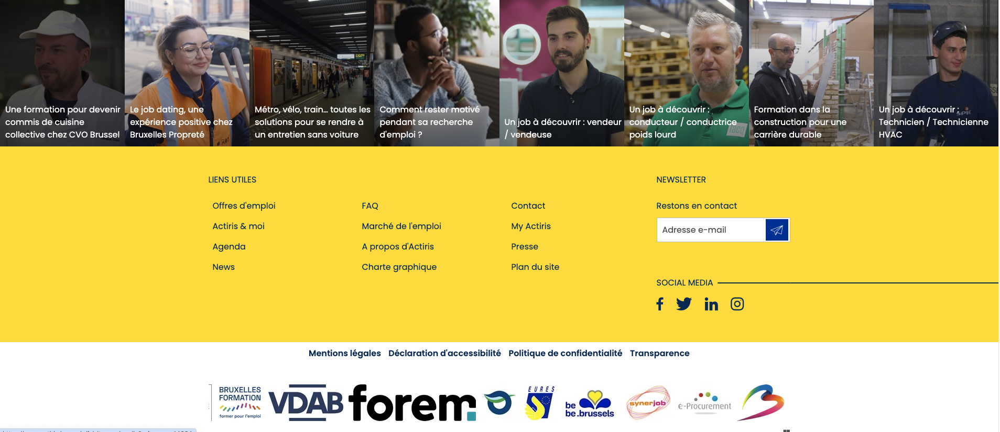 Une formation pour devenir
commis de cuisine
collective chez CVO Brussel
Le job dating, une
expérience positive chez
Bruxelles Propreté
Métro, vélo, train... toutes les
solutions pour se rendre à
un entretien sans voiture
Comment rester motivé
pendant sa recherche
d'emploi ?
Un job à découvrir : vendeur
/ vendeuse
Un job à découvrir :
conducteur / conductrice
poids lourd
Formation dans la
construction pour une
carrière durable
Un job à découvrir :
Technicien / Technicienne
HVAC
spie
LIENS UTILES
Offres d'emploi
Actiris & moi
Agenda
News
FAQ
Marché de l'emploi
A propos d'Actiris
Charte graphique
Contact
My Actiris
Presse
Plan du site
NEWSLETTER
Restons en contact
Adresse e-mail
SOCIAL MEDIA
Mentions légales Déclaration d'accessibilité Politique de confidentialité Transparence
BRUXELLES
FORMATION
former pour l'emploi
VDAB
forem
EURES
be
be.brussels
synerjob
e-Procurement